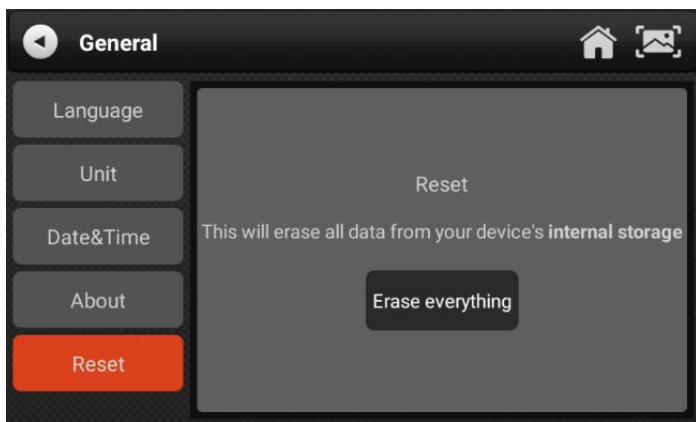 General
Language
Unit
Date&Time
About
Reset
Reset
This will erase all data from your device's internal storage
Erase everything